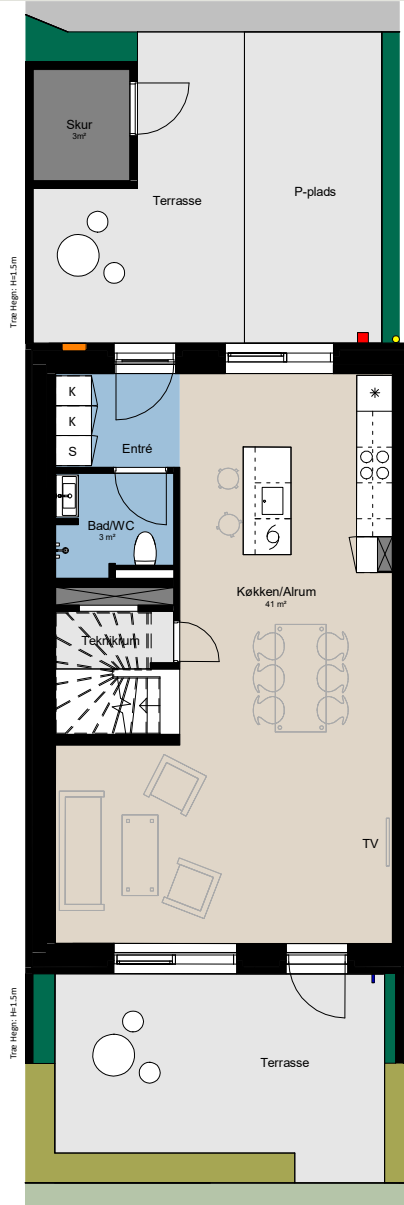 Skur
3m²
Terrasse
P-plads
Træ Hegn: H=1.5m
K
K
S
Entré
Bad/WC
3 m²
Køkken/Alrum
41 m²
Teknikrum
TV
Træ Hegn: H=1.5m
Terrasse